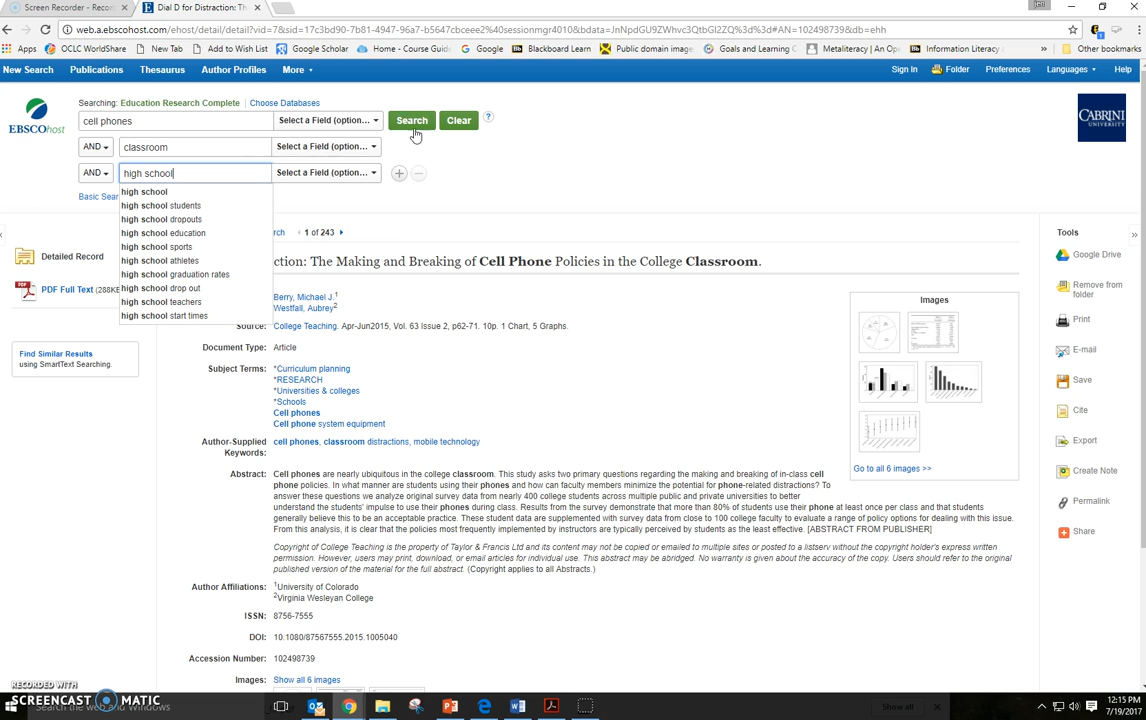 Screen Recorder - Record
Dial D for Distraction: Th
jen
web.a.ebscohost.com/ehost/detail/detail?vid=7&sid=17c3bd90-7b81-4947-96a7-b5647cbceee2%40sessionmgr4010&bdata=JnNpdGU9ZWhvc3QtbGl2ZQ%3d%3d#AN=102498739&db=ehh
Apps OCLC WorldShare New Tab Add to Wish List Google Scholar Home - Course Guid Google Blackboard Learn Public domain image Goals and Learning C Metaliteracy | An Op Information Literacy » Other bookmarks
New Search Publications Thesaurus Author Profiles More Sign In Folder Preferences Languages Help
Searching: Education Research Complete Choose Databases
EBSCOhost
cell phones Select a Field (option... Search Clear ?
AND classroom Select a Field (option...
AND high school Select a Field (option...
CABRINI
UNIVERSITY
Basic Sear
high school
high school students
high school dropouts
high school education
high school sports
high school athletes
high school graduation rates
high school drop out
high school teachers
high school start times
rch 1 of 243
Detailed Record
PDF Full Text (288KB
Find Similar Results
using SmartText Searching.
ction: The Making and Breaking of Cell Phone Policies in the College Classroom.
Berry, Michael J.1
Westfall, Aubrey2
Source: College Teaching. Apr-Jun2015, Vol. 63 Issue 2, p62-71. 10p. 1 Chart, 5 Graphs.
Document Type: Article
Subject Terms: *Curriculum planning
*RESEARCH
*Universities & colleges
*Schools
Cell phones
Cell phone system equipment
Author-Supplied
Keywords:
cell phones, classroom distractions, mobile technology
Abstract: Cell phones are nearly ubiquitous in the college classroom. This study asks two primary questions regarding the making and breaking of in-class cell
phone policies. In what manner are students using their phones and how can faculty members minimize the potential for phone-related distractions? To
answer these questions we analyze original survey data from nearly 400 college students across multiple public and private universities to better
understand the students' impulse to use their phones during class. Results from the survey demonstrate that more than 80% of students use their phone at least once per class and that students
generally believe this to be an acceptable practice. These student data are supplemented with survey data from close to 100 college faculty to evaluate a range of policy options for dealing with this issue.
From this analysis, it is clear that the policies most frequently implemented by instructors are typically perceived by students as the least effective. [ABSTRACT FROM PUBLISHER]
Copyright of College Teaching is the property of Taylor & Francis Ltd and its content may not be copied or emailed to multiple sites or posted to a listserv without the copyright holder's express written
permission. However, users may print, download, or email articles for individual use. This abstract may be abridged. No warranty is given about the accuracy of the copy. Users should refer to the original
published version of the material for the full abstract. (Copyright applies to all Abstracts.)
Author Affiliations: 1University of Colorado
2Virginia Wesleyan College
ISSN: 8756-7555
DOI: 10.1080/87567555.2015.1005040
Accession Number: 102498739
Images: Show all 6 images
Images
Go to all 6 images >>
Tools »
Google Drive
Remove from
folder
Print
E-mail
Save
Cite
Export
Create Note
Permalink
Share
RECORDED WITH
SCREENCAST MATIC
Search the web and Windows
Show all
12:15 PM
7/19/2017